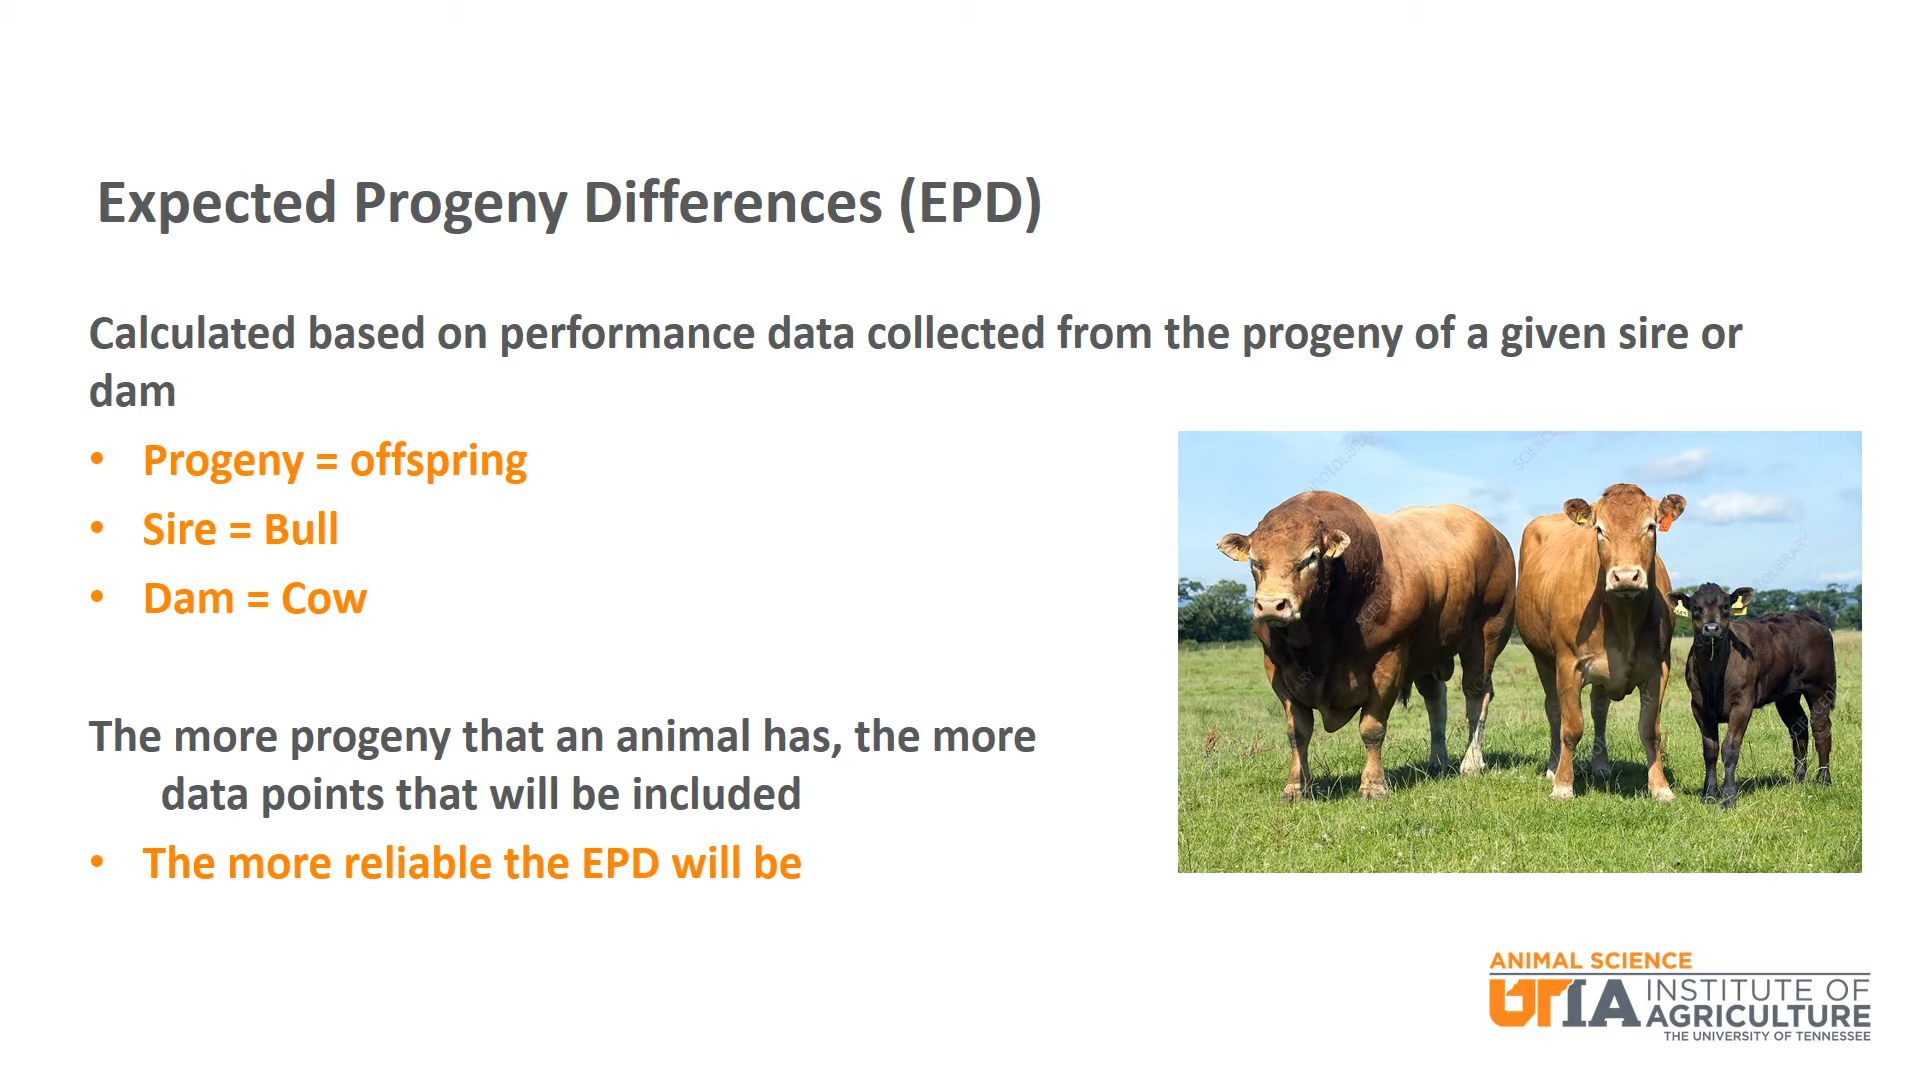 Expected Progeny Differences (EPD)
Calculated based on performance data collected from the progeny of a given sire or
dam
• Progeny = offspring
• Sire = Bull
• Dam = Cow
The more progeny that an animal has, the more
data points that will be included
• The more reliable the EPD will be
ANIMAL SCIENCE
UTIA INSTITUTE OF
AGRICULTURE
THE UNIVERSITY OF TENNESSEE